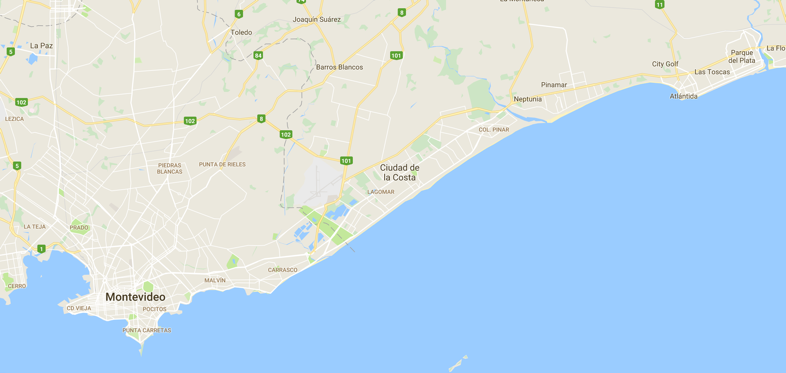 11
8
6
Joaquín Suárez
Toledo
La Paz
5
84
101
Barros Blancos
City Golf
Parque
del Plata
La Flo
Las Toscas
Pinamar
Atlántida
Neptunia
102
LEZICA
102
8
102
COL. PINAR
101
5
PIEDRAS
BLANCAS
PUNTA DE RIELES
Ciudad de
la Costa
LAGOMAR
LA TEJA
PRADO
1
CARRASCO
MALVÍN
CERRO
Montevideo
CD VIEJA
POCITOS
PUNTA CARRETAS